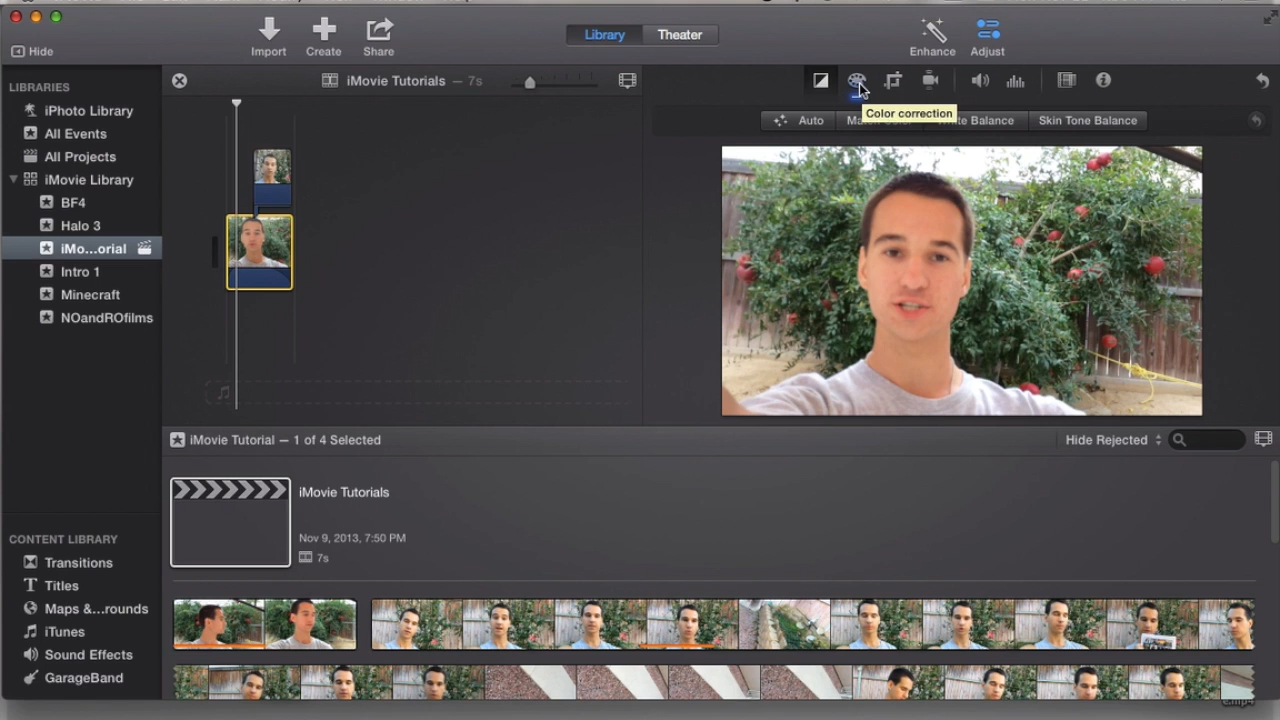 Import
Create
Share
Library
Theater
Enhance
Adjust
Hide
LIBRARIES
iPhoto Library
All Events
All Projects
iMovie Library
BF4
Halo 3
iMo...orial
Intro 1
Minecraft
NOandROfilms
CONTENT LIBRARY
Transitions
Titles
Maps &...rounds
iTunes
Sound Effects
GarageBand
iMovie Tutorials — 7s
Color correction
Auto
Balance
Skin Tone Balance
iMovie Tutorial — 1 of 4 Selected
Hide Rejected
iMovie Tutorials
Nov 9, 2013, 7:50 PM
7s
e.mp4